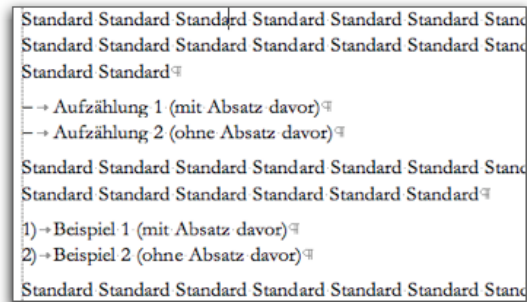 Standard Standard Standard Standard Standard Standard
Standard Standard Standard Standard Standard Standard
Standard Standard¶
– → Aufzählung 1 (mit Absatz davor)¶
– → Aufzählung 2 (ohne Absatz davor)¶
Standard Standard Standard Standard Standard Standard
Standard Standard Standard Standard Standard Standard¶
1) → Beispiel 1 (mit Absatz davor)¶
2) → Beispiel 2 (ohne Absatz davor)¶
Standard Standard Standard Standard Standard Standard